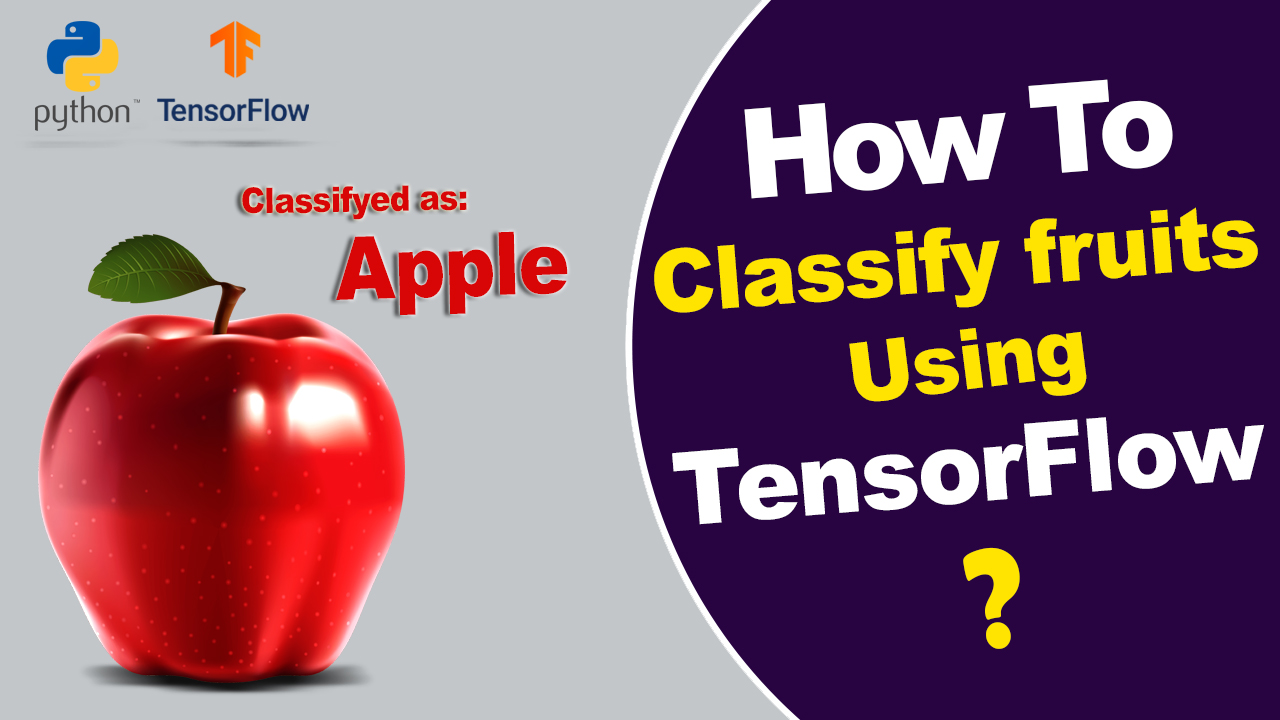 python™
TensorFlow
Classifyed as:
Apple
How To
Classify fruits
Using
TensorFlow
?